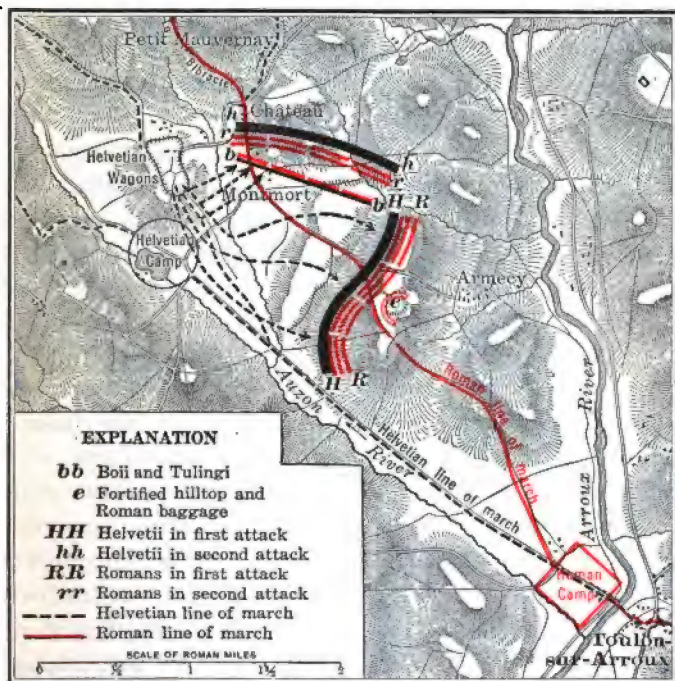 Petit Mauvernay
Bibracte
h
Château
r
Helvetian
Wagons
b
Montmort
h
r
b
H R
Helvetian
Camp
Armecy
e
H R
Auzon
River
Roman line of march
Helvetian line of march
Arroux
River
Roman
Camp
Toulon-
sur-Arroux
EXPLANATION
bb Boii and Tulingi
e Fortified hilltop and
Roman baggage
HH Helvetii in first attack
hh Helvetii in second attack
RR Romans in first attack
rr Romans in second attack
Helvetian line of march
Roman line of march
SCALE OF ROMAN MILES
0 ½ 1 1½ 2